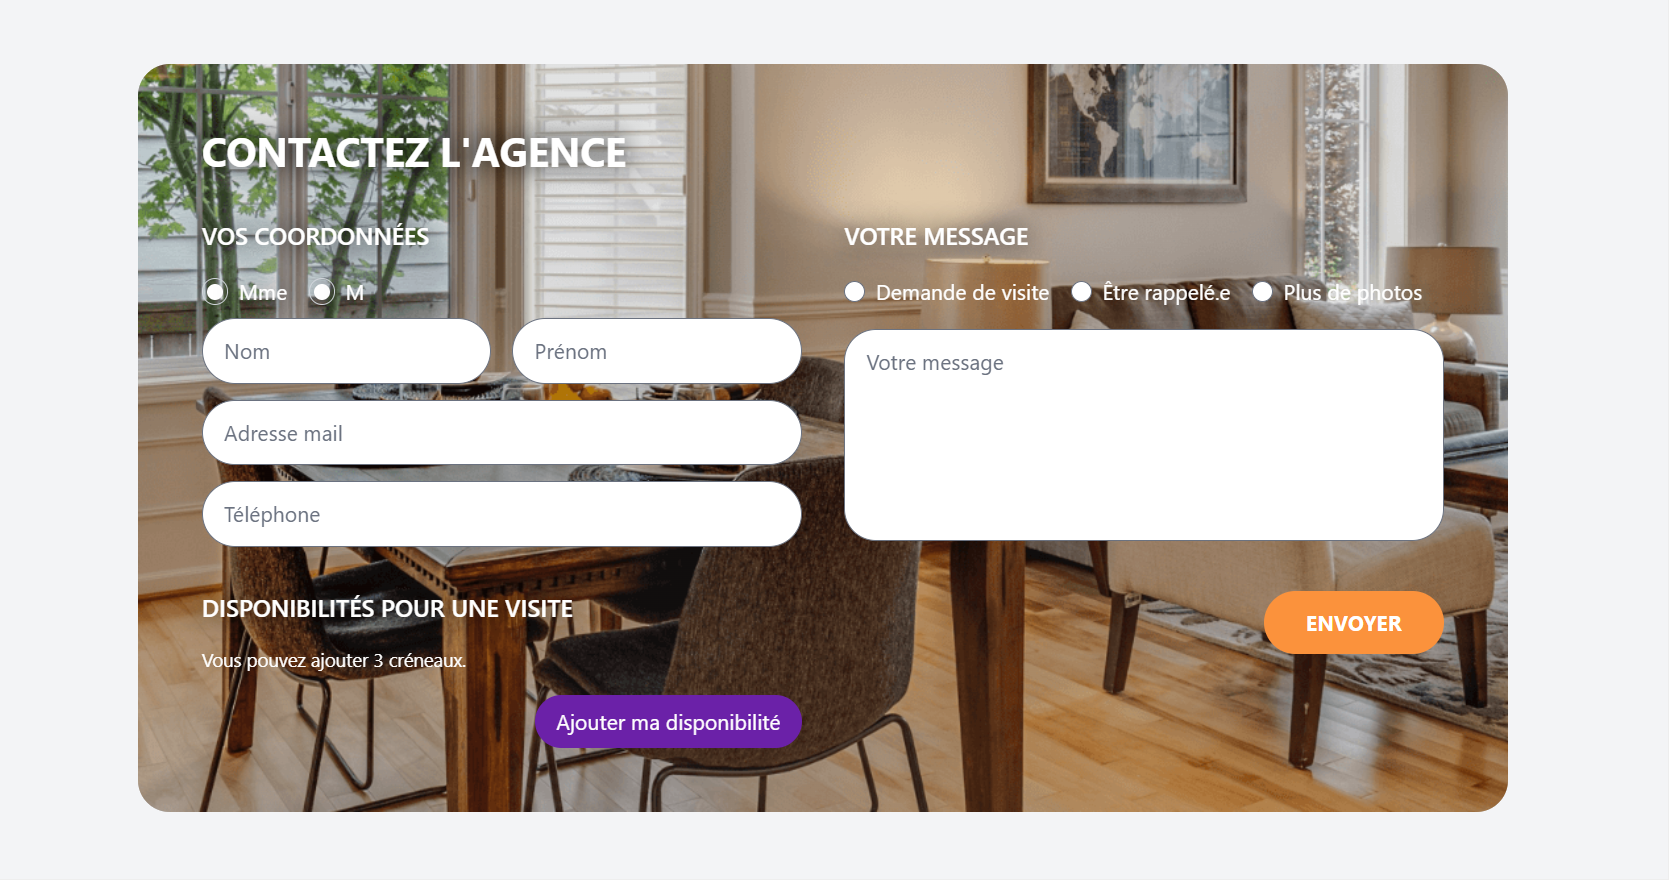 CONTACTEZ L'AGENCE
VOS COORDONNÉES
Mme M
Nom
Prénom
Adresse mail
Téléphone
DISPONIBILITÉS POUR UNE VISITE
Vous pouvez ajouter 3 créneaux.
Ajouter ma disponibilité
VOTRE MESSAGE
Demande de visite Être rappelé.e Plus de photos
Votre message
ENVOYER